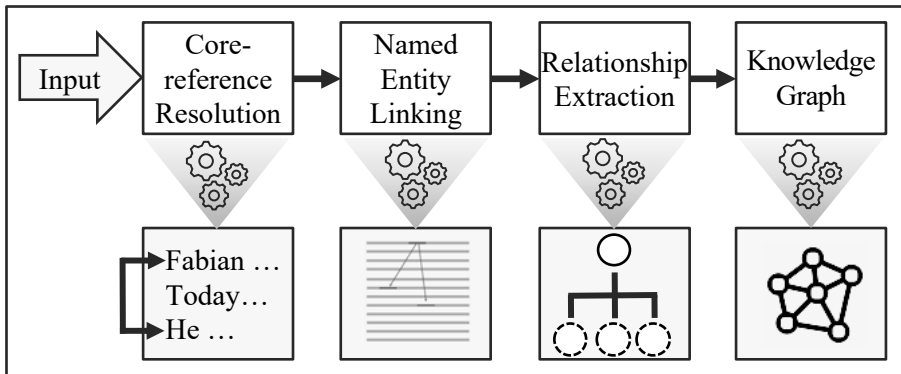 Input
Core-
reference
Resolution
Named
Entity
Linking
Relationship
Extraction
Knowledge
Graph
Fabian …
Today…
He …